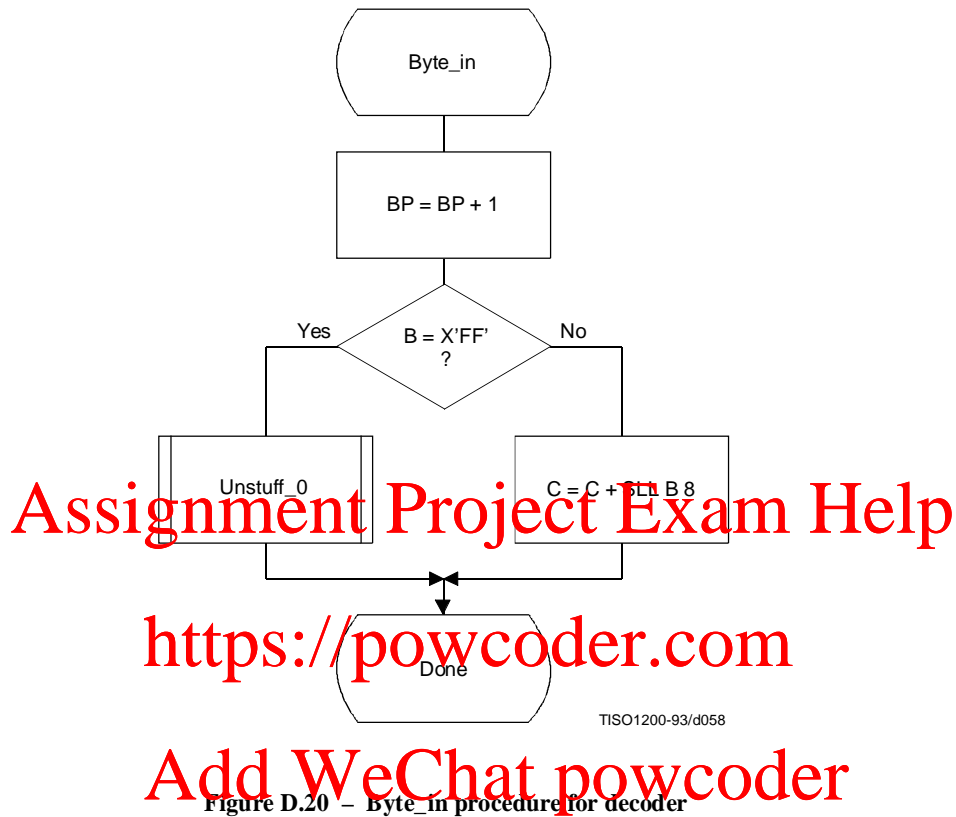 Byte_in
BP = BP + 1
Yes
B = X'FF'
?
No
Unstuff_0
C = C + SLL B 8
Assignment Project Exam Help
https://powcoder.com
Done
TISO1200-93/d058
Add WeChat powcoder
Figure D.20 – Byte_in procedure for decoder